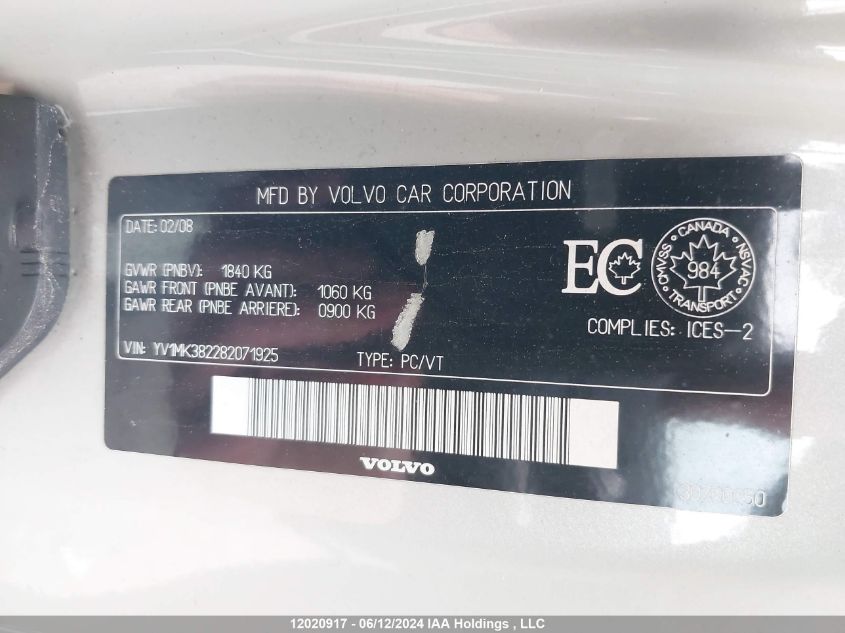 MFD BY VOLVO CAR CORPORATION
DATE: 02/08
GVWR (PNBV): 1840 KG
GAWR FRONT (PNBE AVANT): 1060 KG
GAWR REAR (PNBE ARRIERE): 0900 KG
EC
CANADA
CMVSS NSVAC
984
TRANSPORT
COMPLIES: ICES-2
VIN: YV1MK382282071925
TYPE: PC/VT
VOLVO
12020917 - 06/12/2024 IAA Holdings , LLC